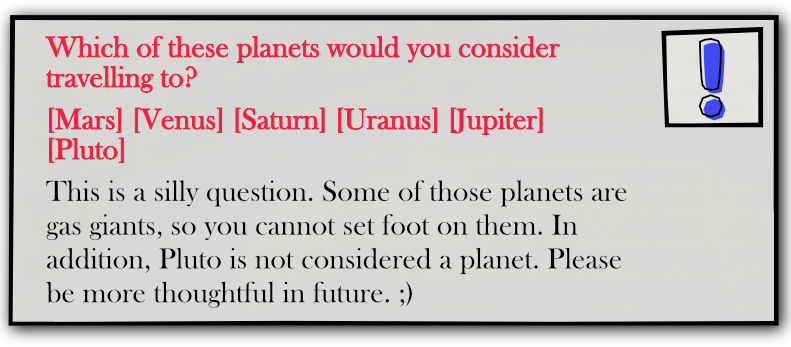 Which of these planets would you consider
travelling to?
[Mars] [Venus] [Saturn] [Uranus] [Jupiter]
[Pluto]
This is a silly question. Some of those planets are
gas giants, so you cannot set foot on them. In
addition, Pluto is not considered a planet. Please
be more thoughtful in future. ;)
!